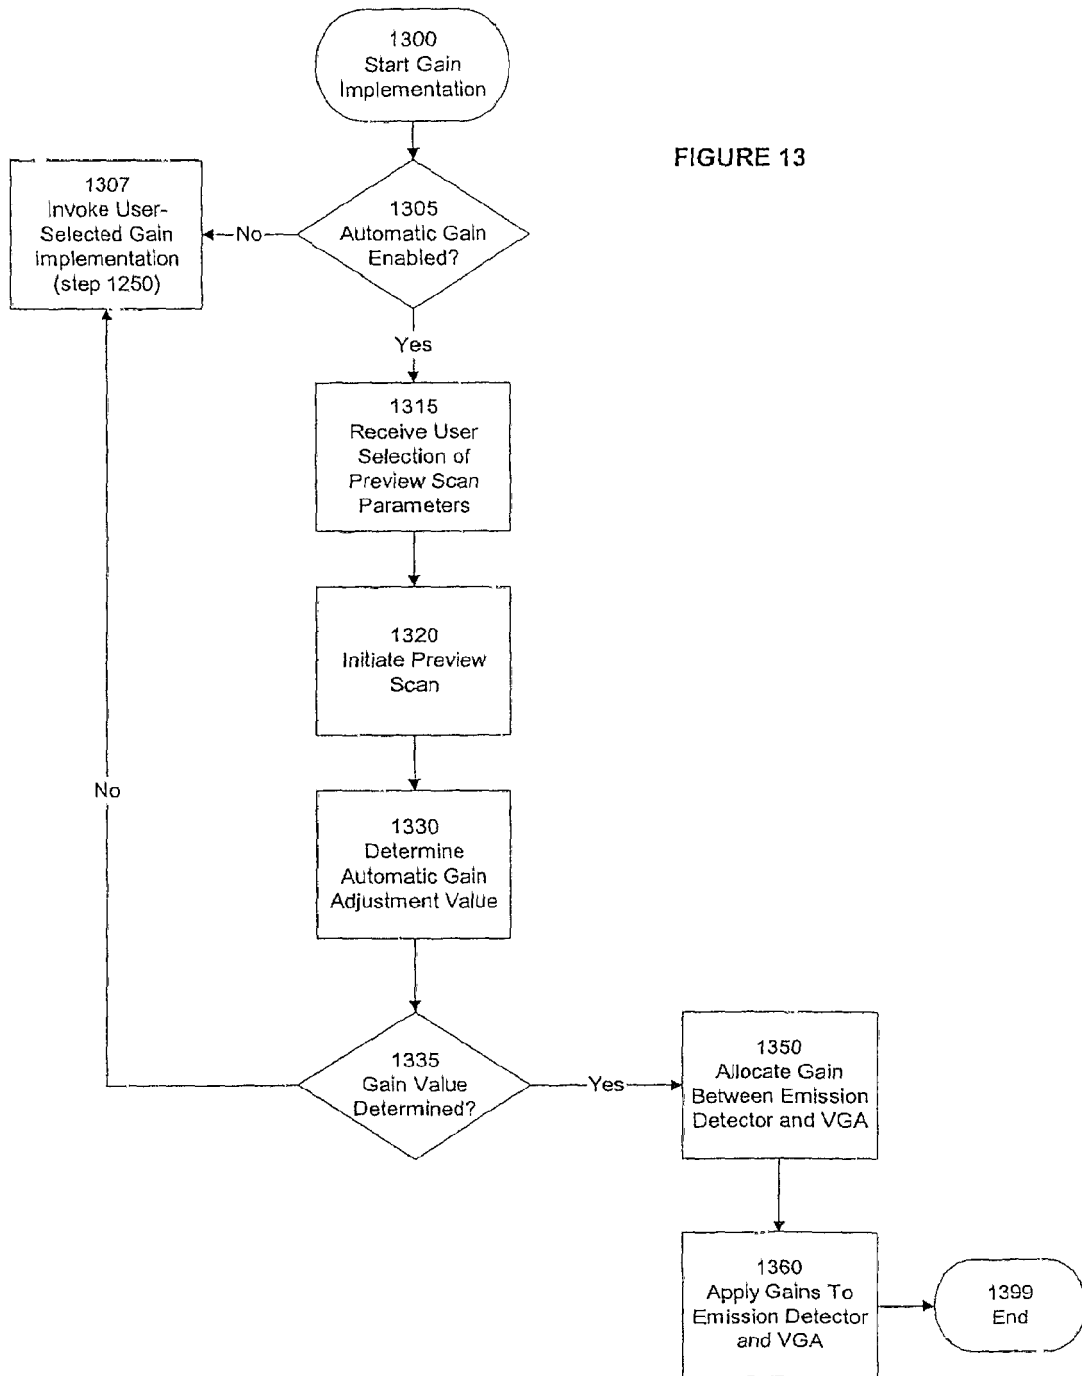 1300
Start Gain
Implementation
FIGURE 13
1307
Invoke User-
Selected Gain
implementation
(step 1250)
No
1305
Automatic Gain
Enabled?
Yes
1315
Receive User
Selection of
Preview Scan
Parameters
1320
Initiate Preview
Scan
No
1330
Determine
Automatic Gain
Adjustment Value
1335
Gain Value
Determined?
Yes
1350
Allocate Gain
Between Emission
Detector and VGA
1360
Apply Gains To
Emission Detector
and VGA
1399
End